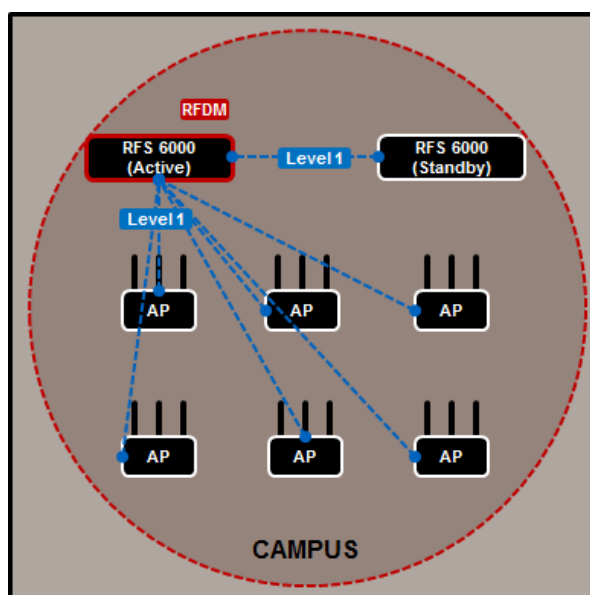 RFDM
RFS 6000
(Active)
Level 1
RFS 6000
(Standby)
Level 1
AP
AP
AP
AP
AP
AP
CAMPUS